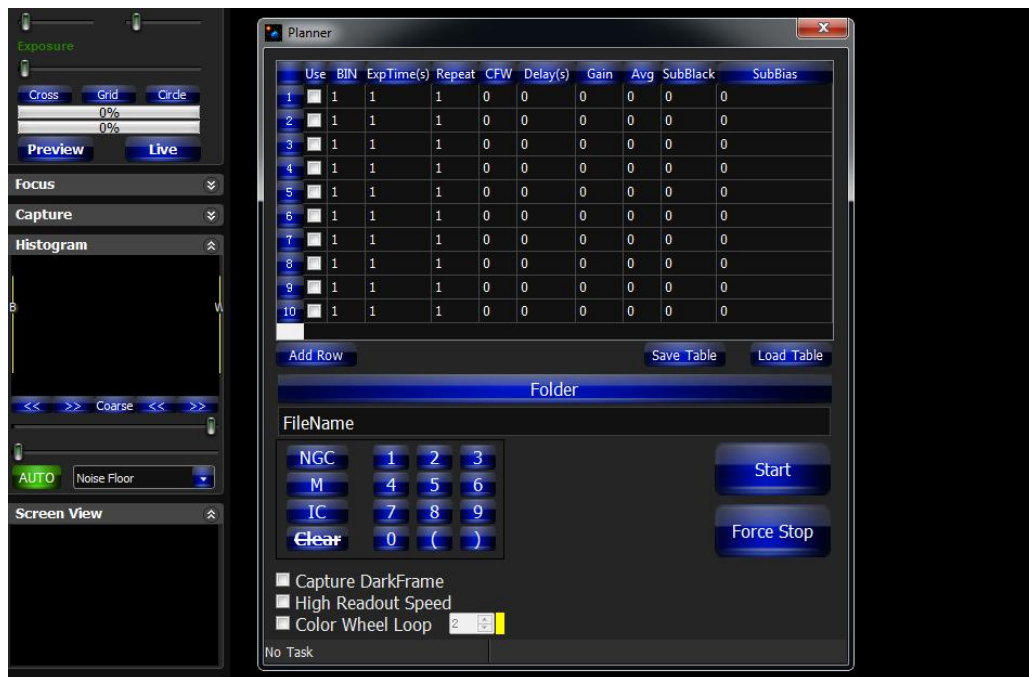 Exposure
Cross Grid Circle
0%
0%
Preview Live
Focus
Capture
Histogram
B W
<< >> Coarse << >>
AUTO Noise Floor
Screen View
Planner
Use BIN ExpTime(s) Repeat CFW Delay(s) Gain Avg SubBlack SubBias
1 1 1 1 0 0 0 0 0 0
2 1 1 1 0 0 0 0 0 0
3 1 1 1 0 0 0 0 0 0
4 1 1 1 0 0 0 0 0 0
5 1 1 1 0 0 0 0 0 0
6 1 1 1 0 0 0 0 0 0
7 1 1 1 0 0 0 0 0 0
8 1 1 1 0 0 0 0 0 0
9 1 1 1 0 0 0 0 0 0
10 1 1 1 0 0 0 0 0 0
Add Row Save Table Load Table
Folder
FileName
NGC 1 2 3
M 4 5 6
IC 7 8 9
Clear 0 ( )
Start
Force Stop
Capture DarkFrame
High Readout Speed
Color Wheel Loop 2
No Task